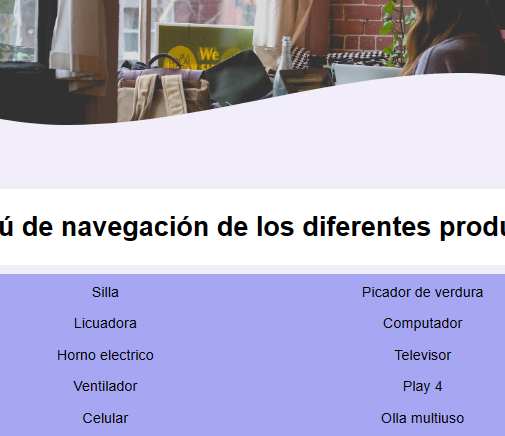 We
ú de navegación de los diferentes produ
Silla
Picador de verdura
Licuadora
Computador
Horno electrico
Televisor
Ventilador
Play 4
Celular
Olla multiuso